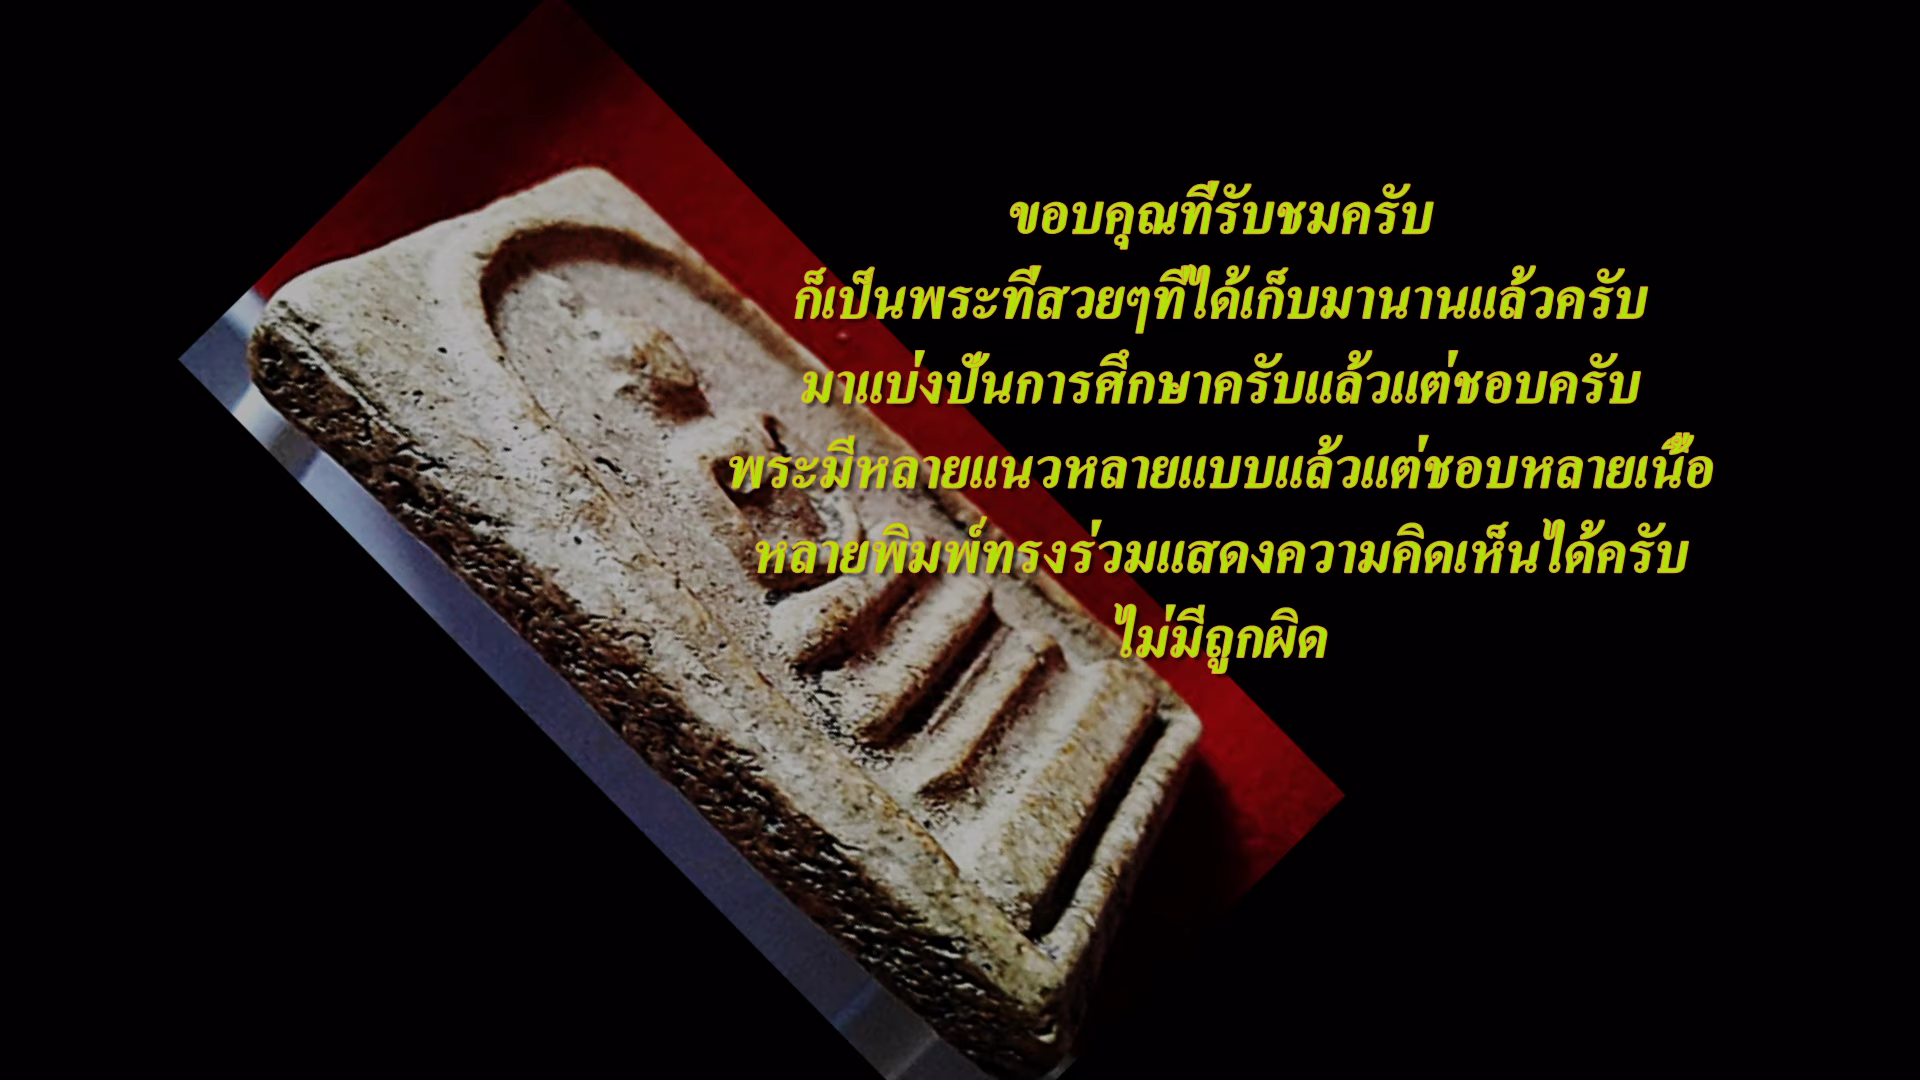 ขอบคุณที่รับชมครับ
ก็เป็นพระที่สวยๆที่ได้เก็บมานานแล้วครับ
มาแบ่งปันการศึกษาครับแล้วแต่ชอบครับ
พระมีหลายแนวหลายแบบแล้วแต่ชอบหลายเนื้อ
หลายพิมพ์ทรงร่วมแสดงความคิดเห็นได้ครับ
ไม่มีถูกผิด